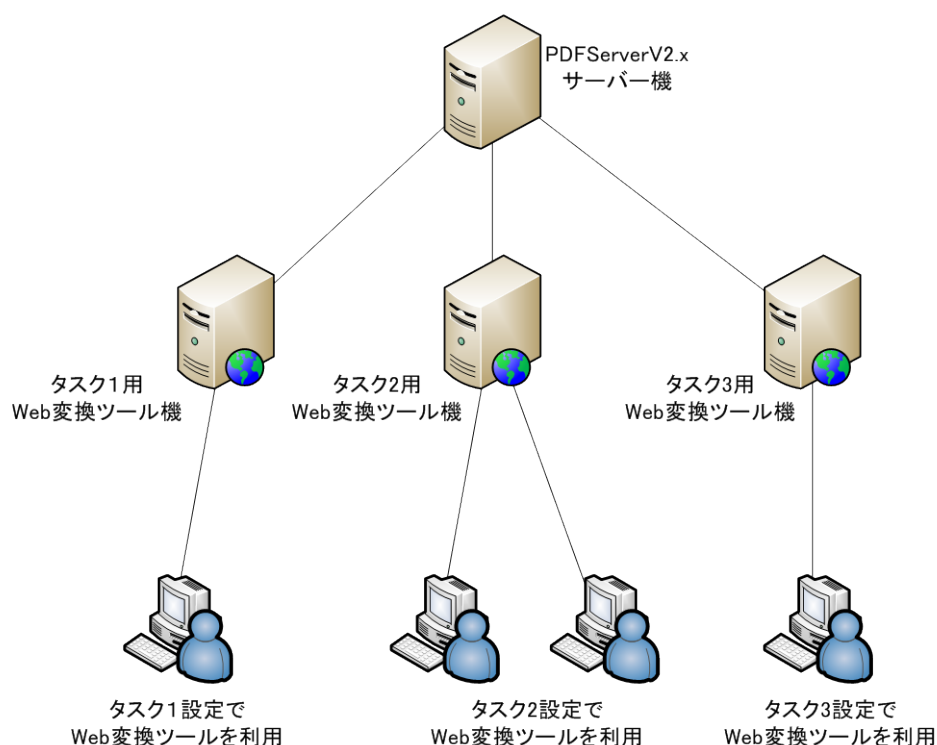 PDFServerV2.x
サーバー機
タスク1用
Web変換ツール機
タスク2用
Web変換ツール機
タスク3用
Web変換ツール機
タスク1設定で
Web変換ツールを利用
タスク2設定で
Web変換ツールを利用
タスク3設定で
Web変換ツールを利用